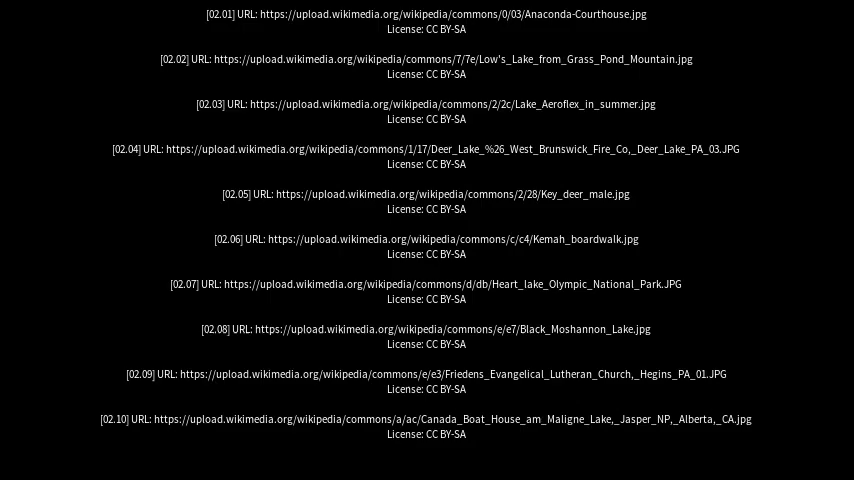 [02.01] URL: https://upload.wikimedia.org/wikipedia/commons/0/03/Anaconda-Courthouse.jpg
License: CC BY-SA
[02.02] URL: https://upload.wikimedia.org/wikipedia/commons/7/7e/Low's_Lake_from_Grass_Pond_Mountain.jpg
License: CC BY-SA
[02.03] URL: https://upload.wikimedia.org/wikipedia/commons/2/2c/Lake_Aeroflex_in_summer.jpg
License: CC BY-SA
[02.04] URL: https://upload.wikimedia.org/wikipedia/commons/1/17/Deer_Lake_%26_West_Brunswick_Fire_Co,_Deer_Lake_PA_03.JPG
License: CC BY-SA
[02.05] URL: https://upload.wikimedia.org/wikipedia/commons/2/28/Key_deer_male.jpg
License: CC BY-SA
[02.06] URL: https://upload.wikimedia.org/wikipedia/commons/c/c4/Kemah_boardwalk.jpg
License: CC BY-SA
[02.07] URL: https://upload.wikimedia.org/wikipedia/commons/d/db/Heart_lake_Olympic_National_Park.JPG
License: CC BY-SA
[02.08] URL: https://upload.wikimedia.org/wikipedia/commons/e/e7/Black_Moshannon_Lake.jpg
License: CC BY-SA
[02.09] URL: https://upload.wikimedia.org/wikipedia/commons/e/e3/Friedens_Evangelical_Lutheran_Church,_Hegins_PA_01.JPG
License: CC BY-SA
[02.10] URL: https://upload.wikimedia.org/wikipedia/commons/a/ac/Canada_Boat_House_am_Maligne_Lake,_Jasper_NP,_Alberta,_CA.jpg
License: CC BY-SA